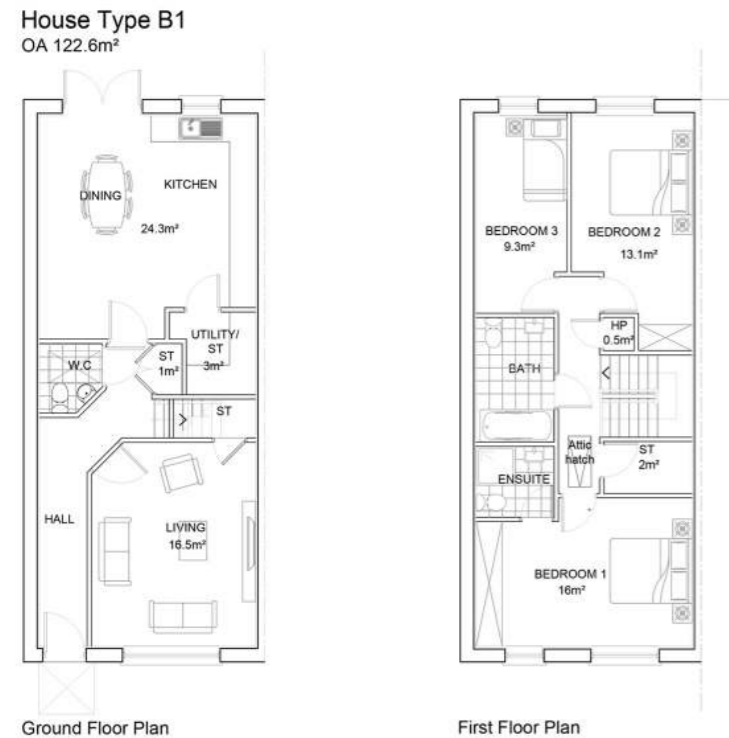 House Type B1
OA 122.6m²
DINING
KITCHEN
24.3m²
UTILITY/
ST
3m²
ST
1m²
W.C
ST
HALL
LIVING
16.5m²
Ground Floor Plan
BEDROOM 3
9.3m²
BEDROOM 2
13.1m²
HP
0.5m²
BATH
Attic
hatch
ST
2m²
ENSUITE
BEDROOM 1
16m²
First Floor Plan